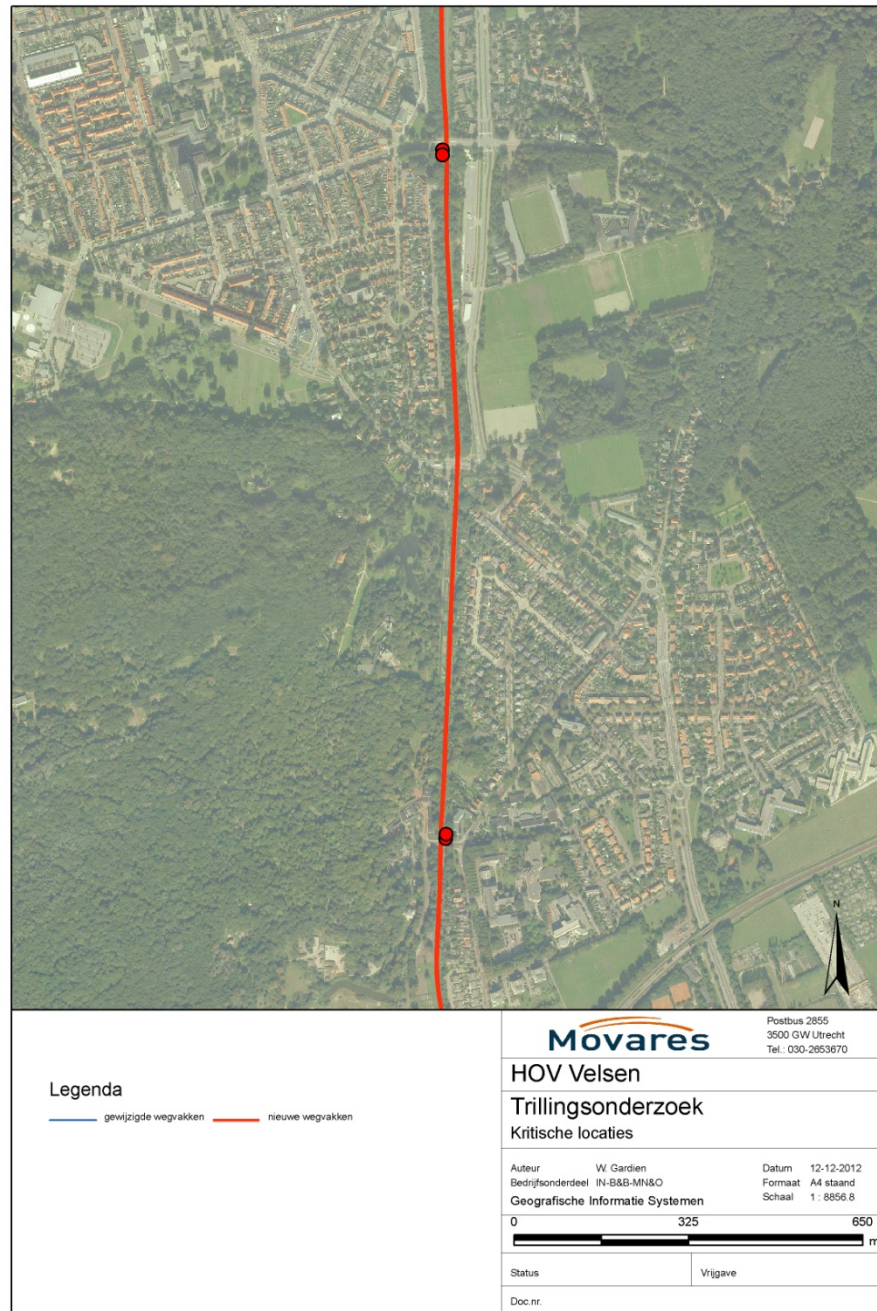 N
Legenda
gewijzigde wegvakken nieuwe wegvakken
Movares
Postbus 2855
3500 GW Utrecht
Tel.: 030-2653670
HOV Velsen
Trillingsonderzoek
Kritische locaties
Auteur W. Gardien Datum 12-12-2012
Bedrijfsonderdeel IN-B&B-MN&O Formaat A4 staand
Geografische Informatie Systemen Schaal 1 : 8856.8
0 325 650
m
Status Vrijgave
Doc.nr.